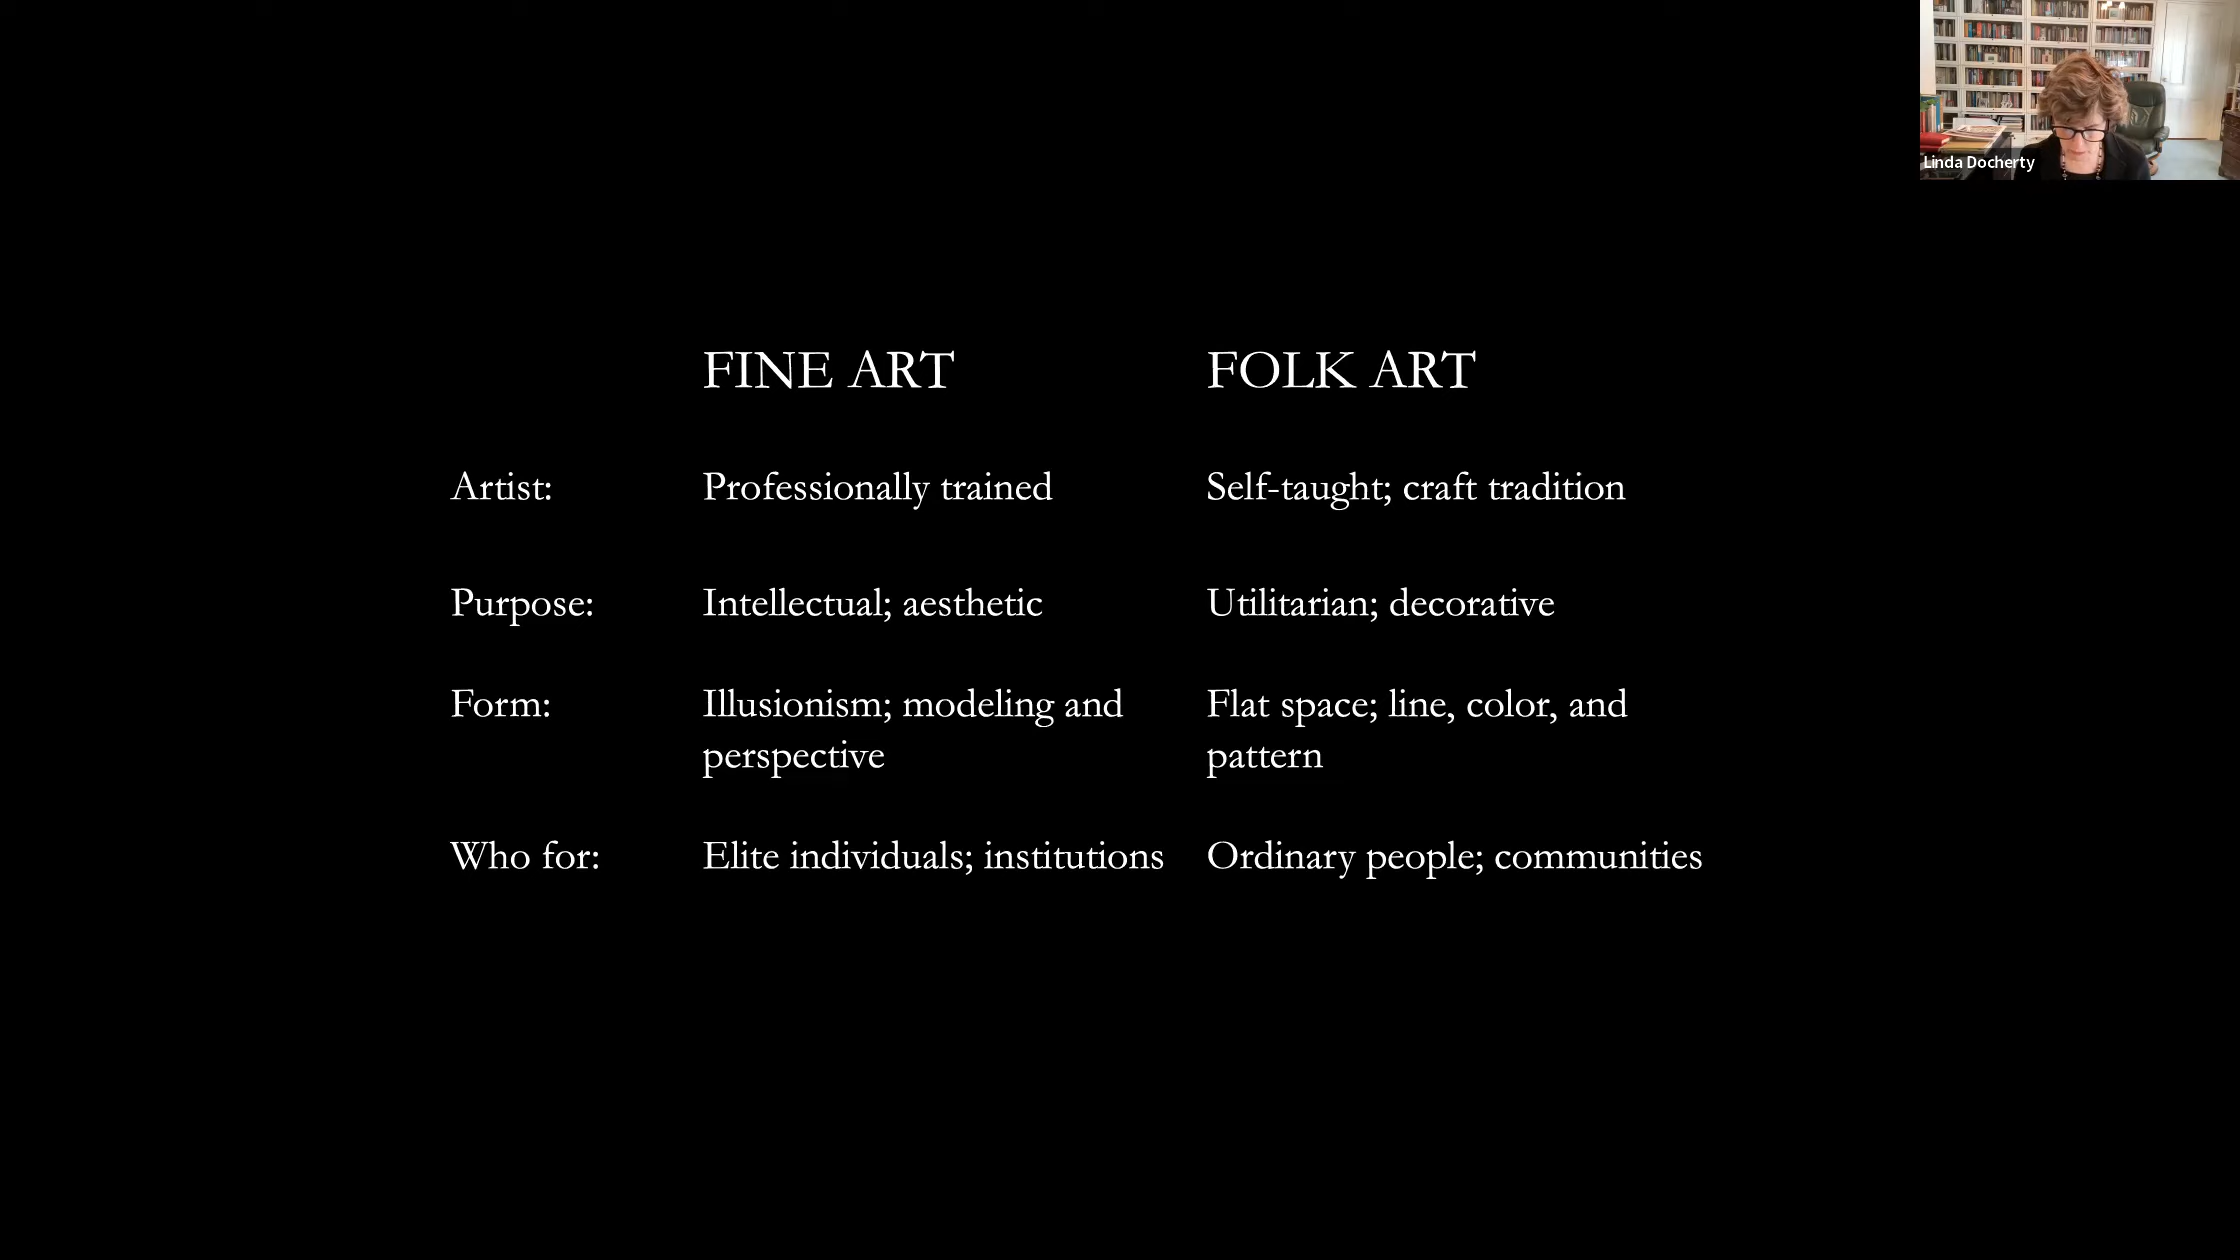 Linda Docherty
FINE ART FOLK ART
Artist: Professionally trained Self-taught; craft tradition
Purpose: Intellectual; aesthetic Utilitarian; decorative
Form: Illusionism; modeling and Flat space; line, color, and
perspective pattern
Who for: Elite individuals; institutions Ordinary people; communities